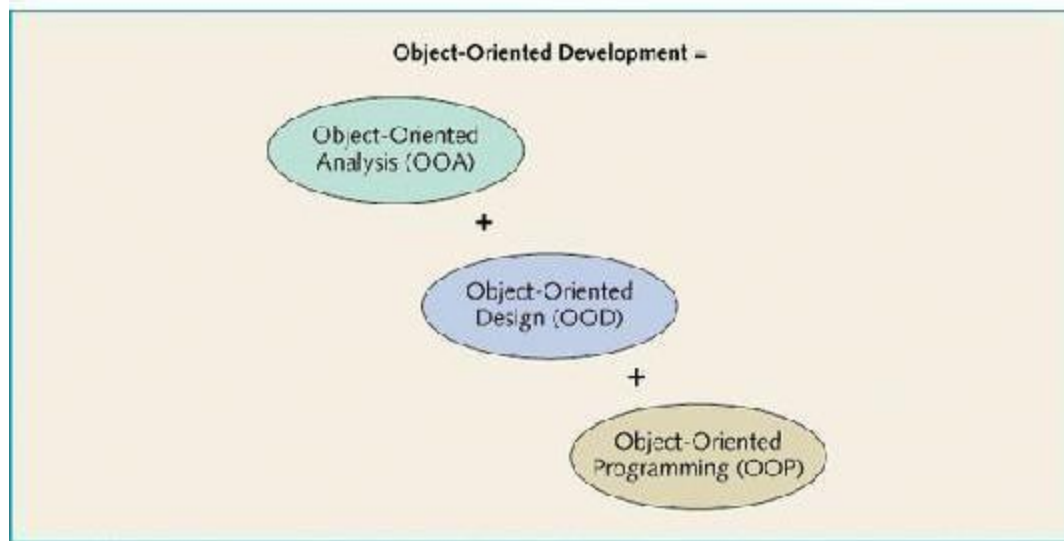 Object-Oriented Development =
Object-Oriented
Analysis (OOA)
+
Object-Oriented
Design (OOD)
+
Object-Oriented
Programming (OOP)